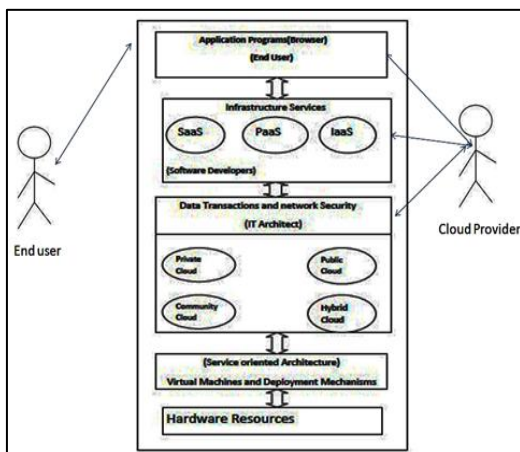 Application Programs(Browser)
(End User)
Infrastructure Services
SaaS
PaaS
IaaS
(Software Developers)
Data Transactions and network Security
(IT Architect)
Private
Cloud
Public
Cloud
Community
Cloud
Hybrid
Cloud
(Service oriented Architecture)
Virtual Machines and Deployment Mechanisms
Hardware Resources
End user
Cloud Provider